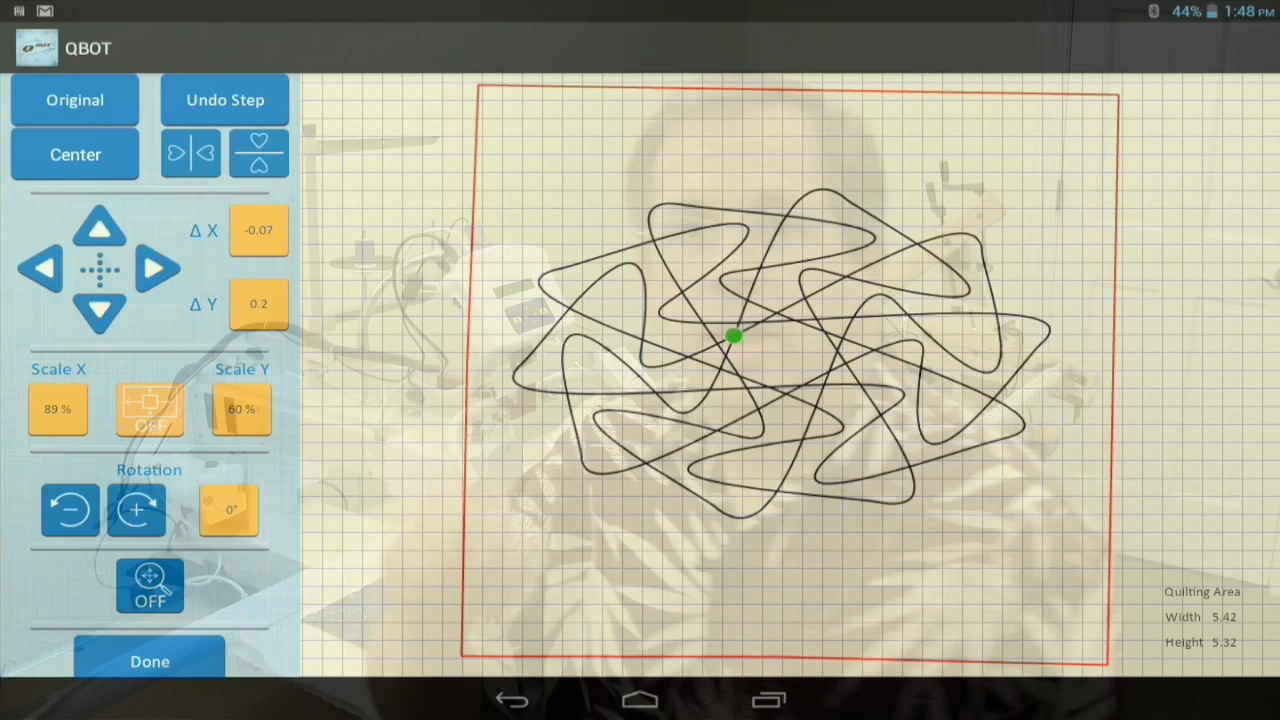 44% 1:48 PM
QBOT
Original
Undo Step
Center
Δ X
-0.07
Δ Y
0.2
Scale X
Scale Y
89 %
OFF
60 %
Rotation
0°
OFF
Done
Quilting Area
Width 5.42
Height 5.32